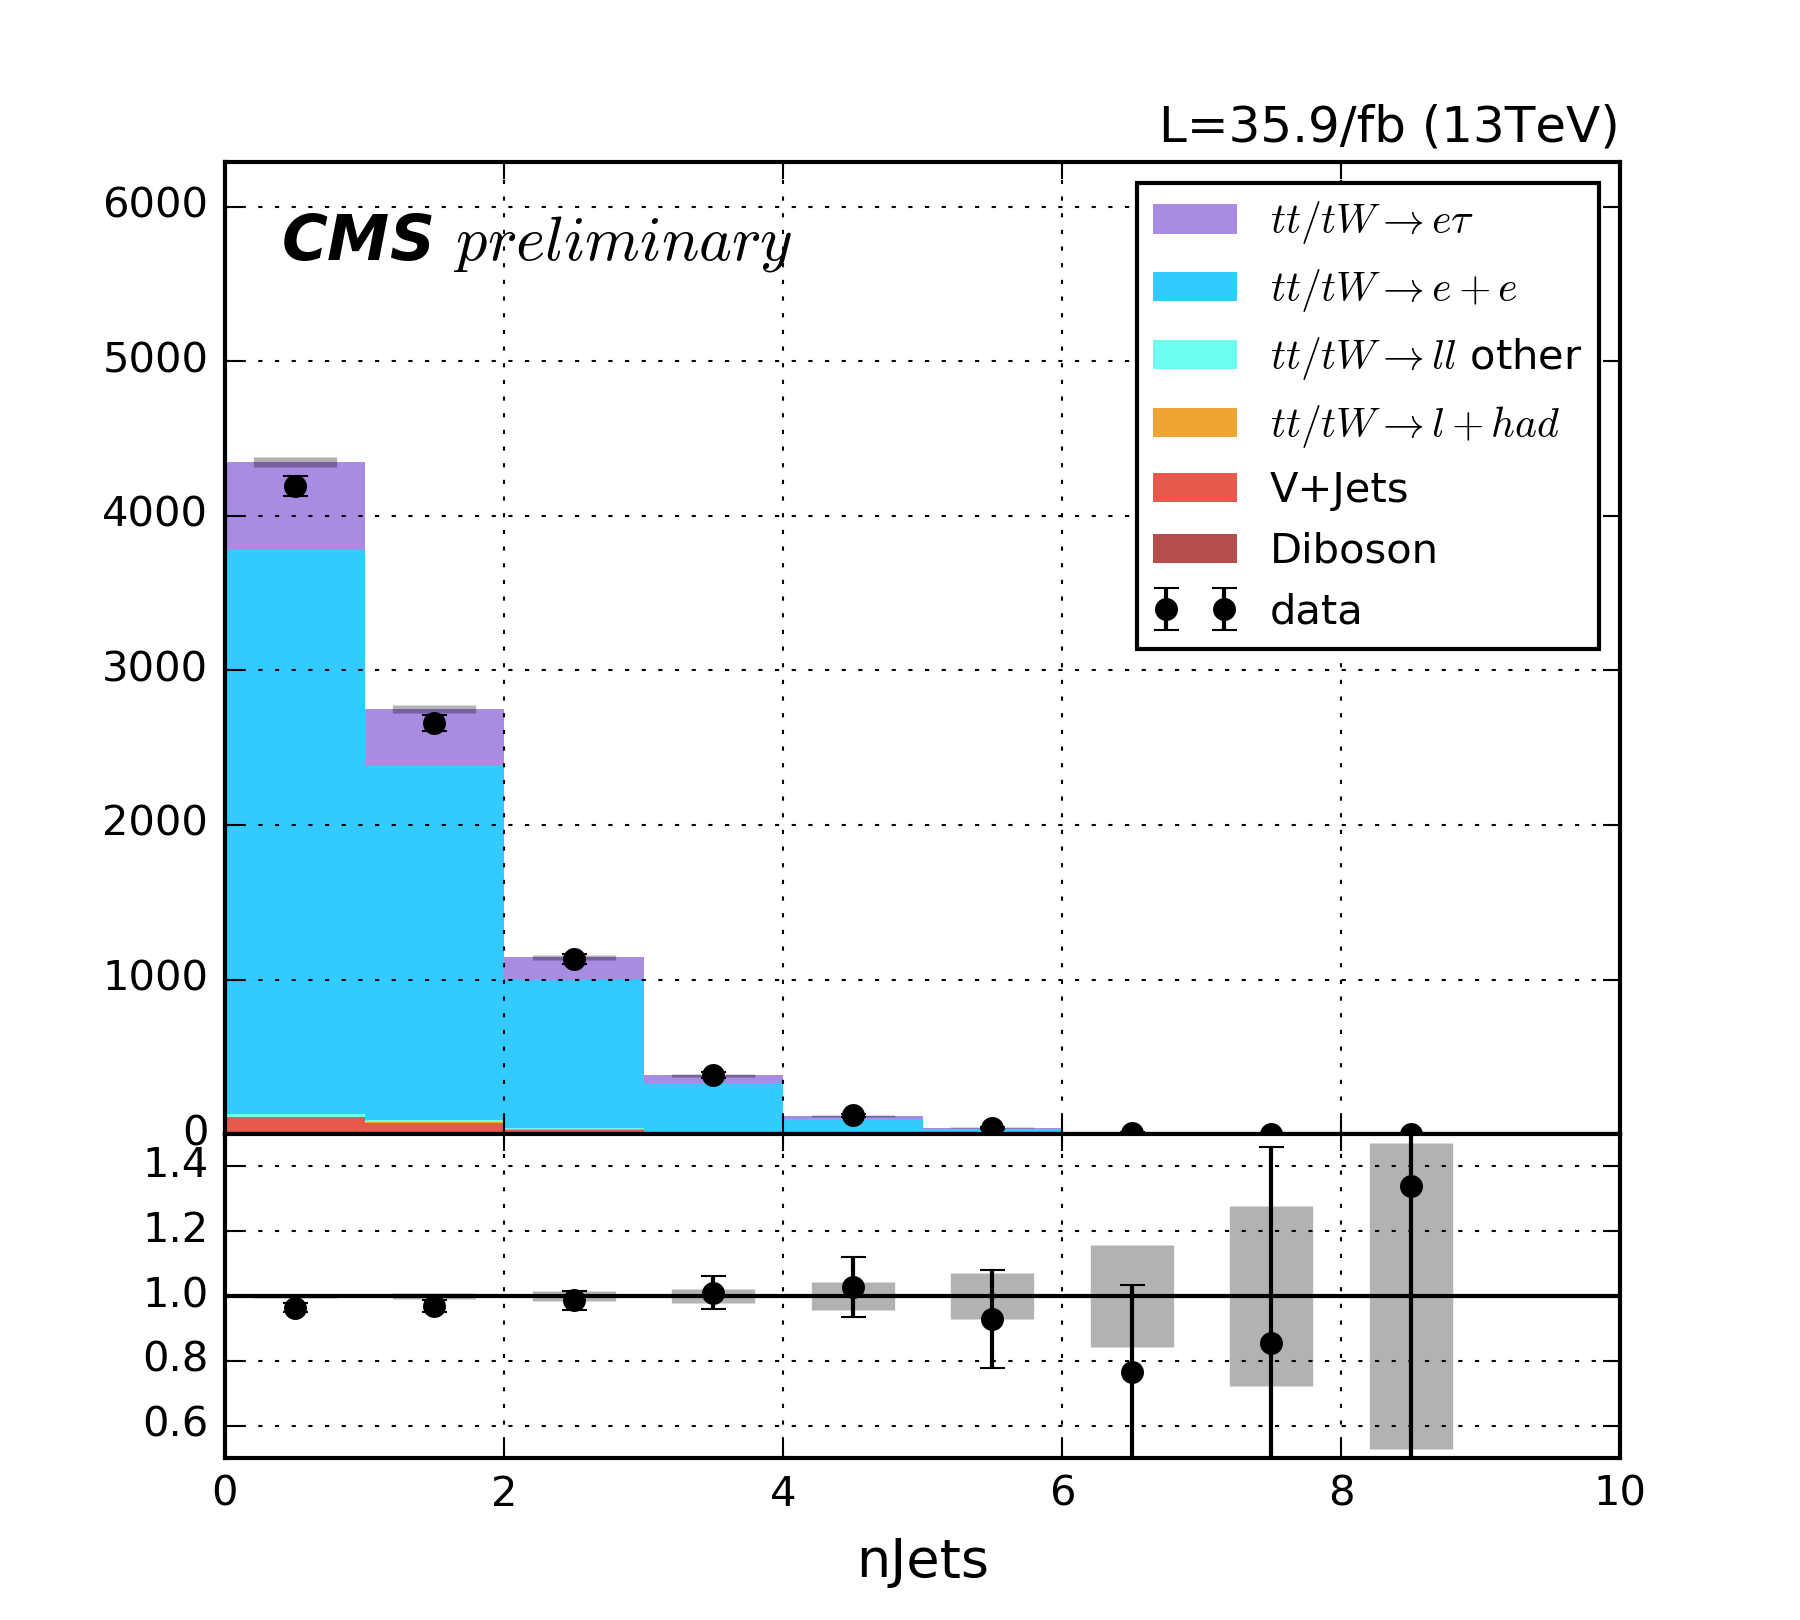 L=35.9/fb (13TeV)
CMS preliminary
6000
5000
4000
3000
2000
1000
0
tt/tW→eτ
tt/tW→e+e
tt/tW→ll other
tt/tW→l+had
V+Jets
Diboson
data
1.4
1.2
1.0
0.8
0.6
0 2 4 6 8 10
nJets